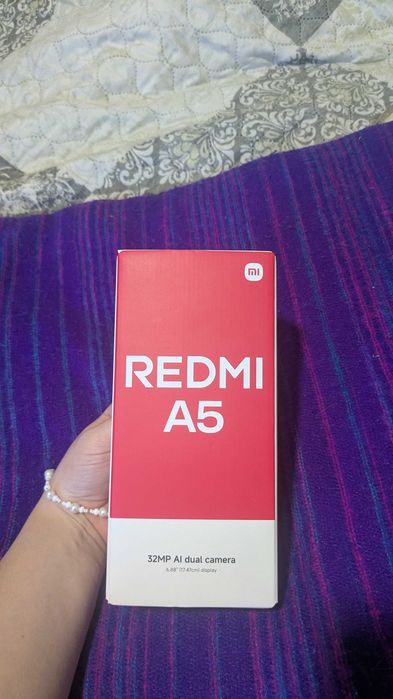 mi
REDMI
A5
32MP AI dual camera
6.88" (17.47cm) display